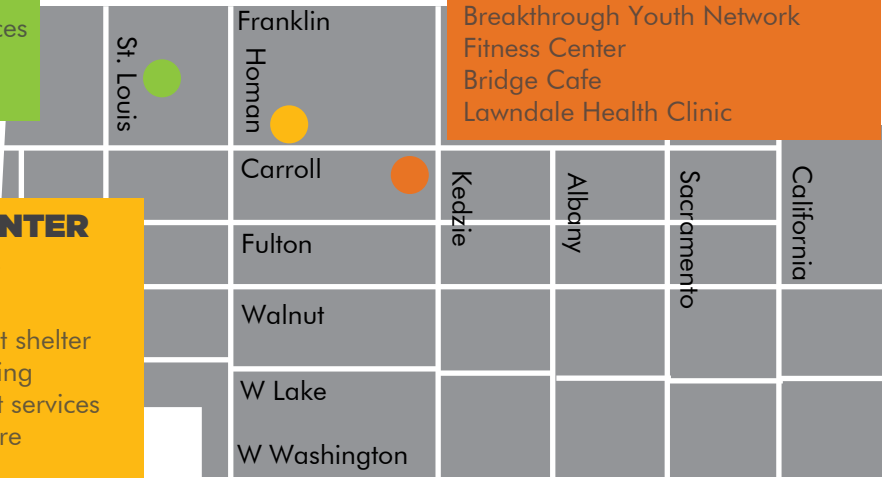 ces
Franklin
Breakthrough Youth Network
Fitness Center
Bridge Cafe
Lawndale Health Clinic
St. Louis
Homan
Carroll
Kedzie
Albany
Sacramento
California
NTER
Fulton
Walnut
t shelter
ing
t services
re
W Lake
W Washington